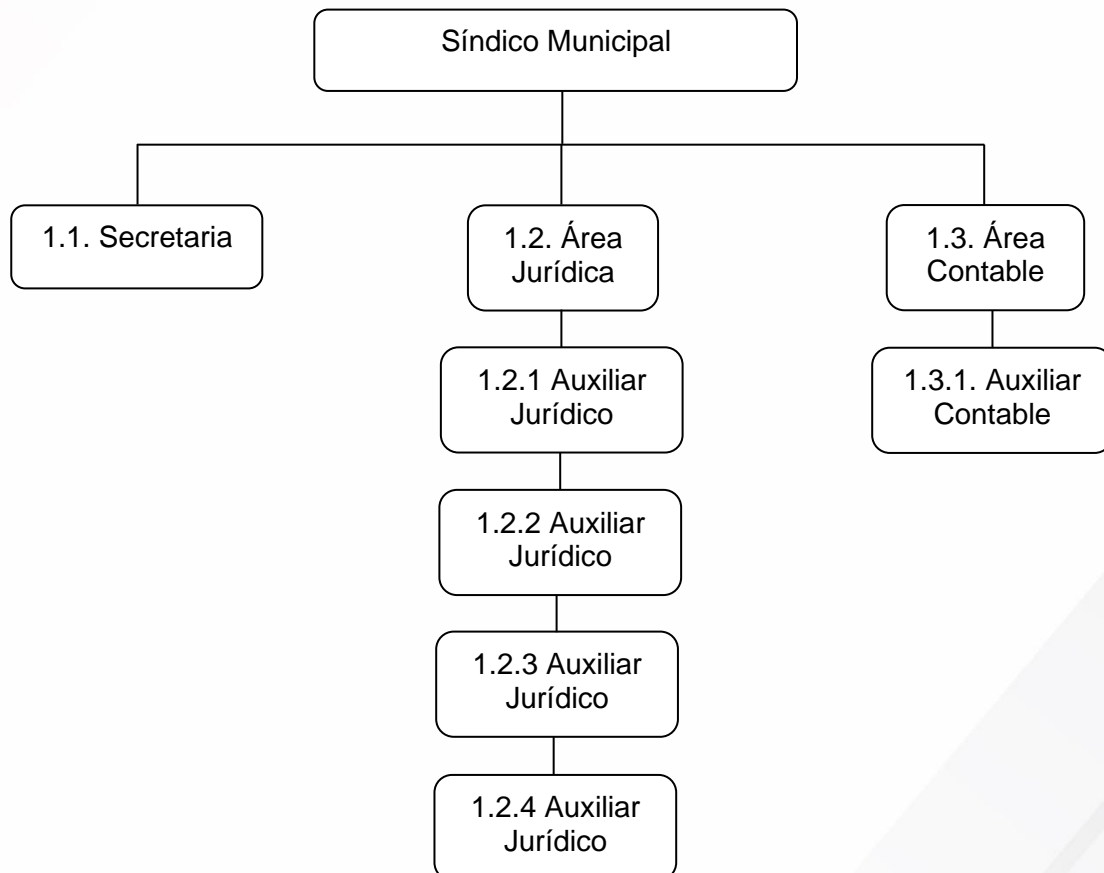 Síndico Municipal
1.1. Secretaria
1.2. Área
Jurídica
1.3. Área
Contable
1.2.1 Auxiliar
Jurídico
1.3.1. Auxiliar
Contable
1.2.2 Auxiliar
Jurídico
1.2.3 Auxiliar
Jurídico
1.2.4 Auxiliar
Jurídico